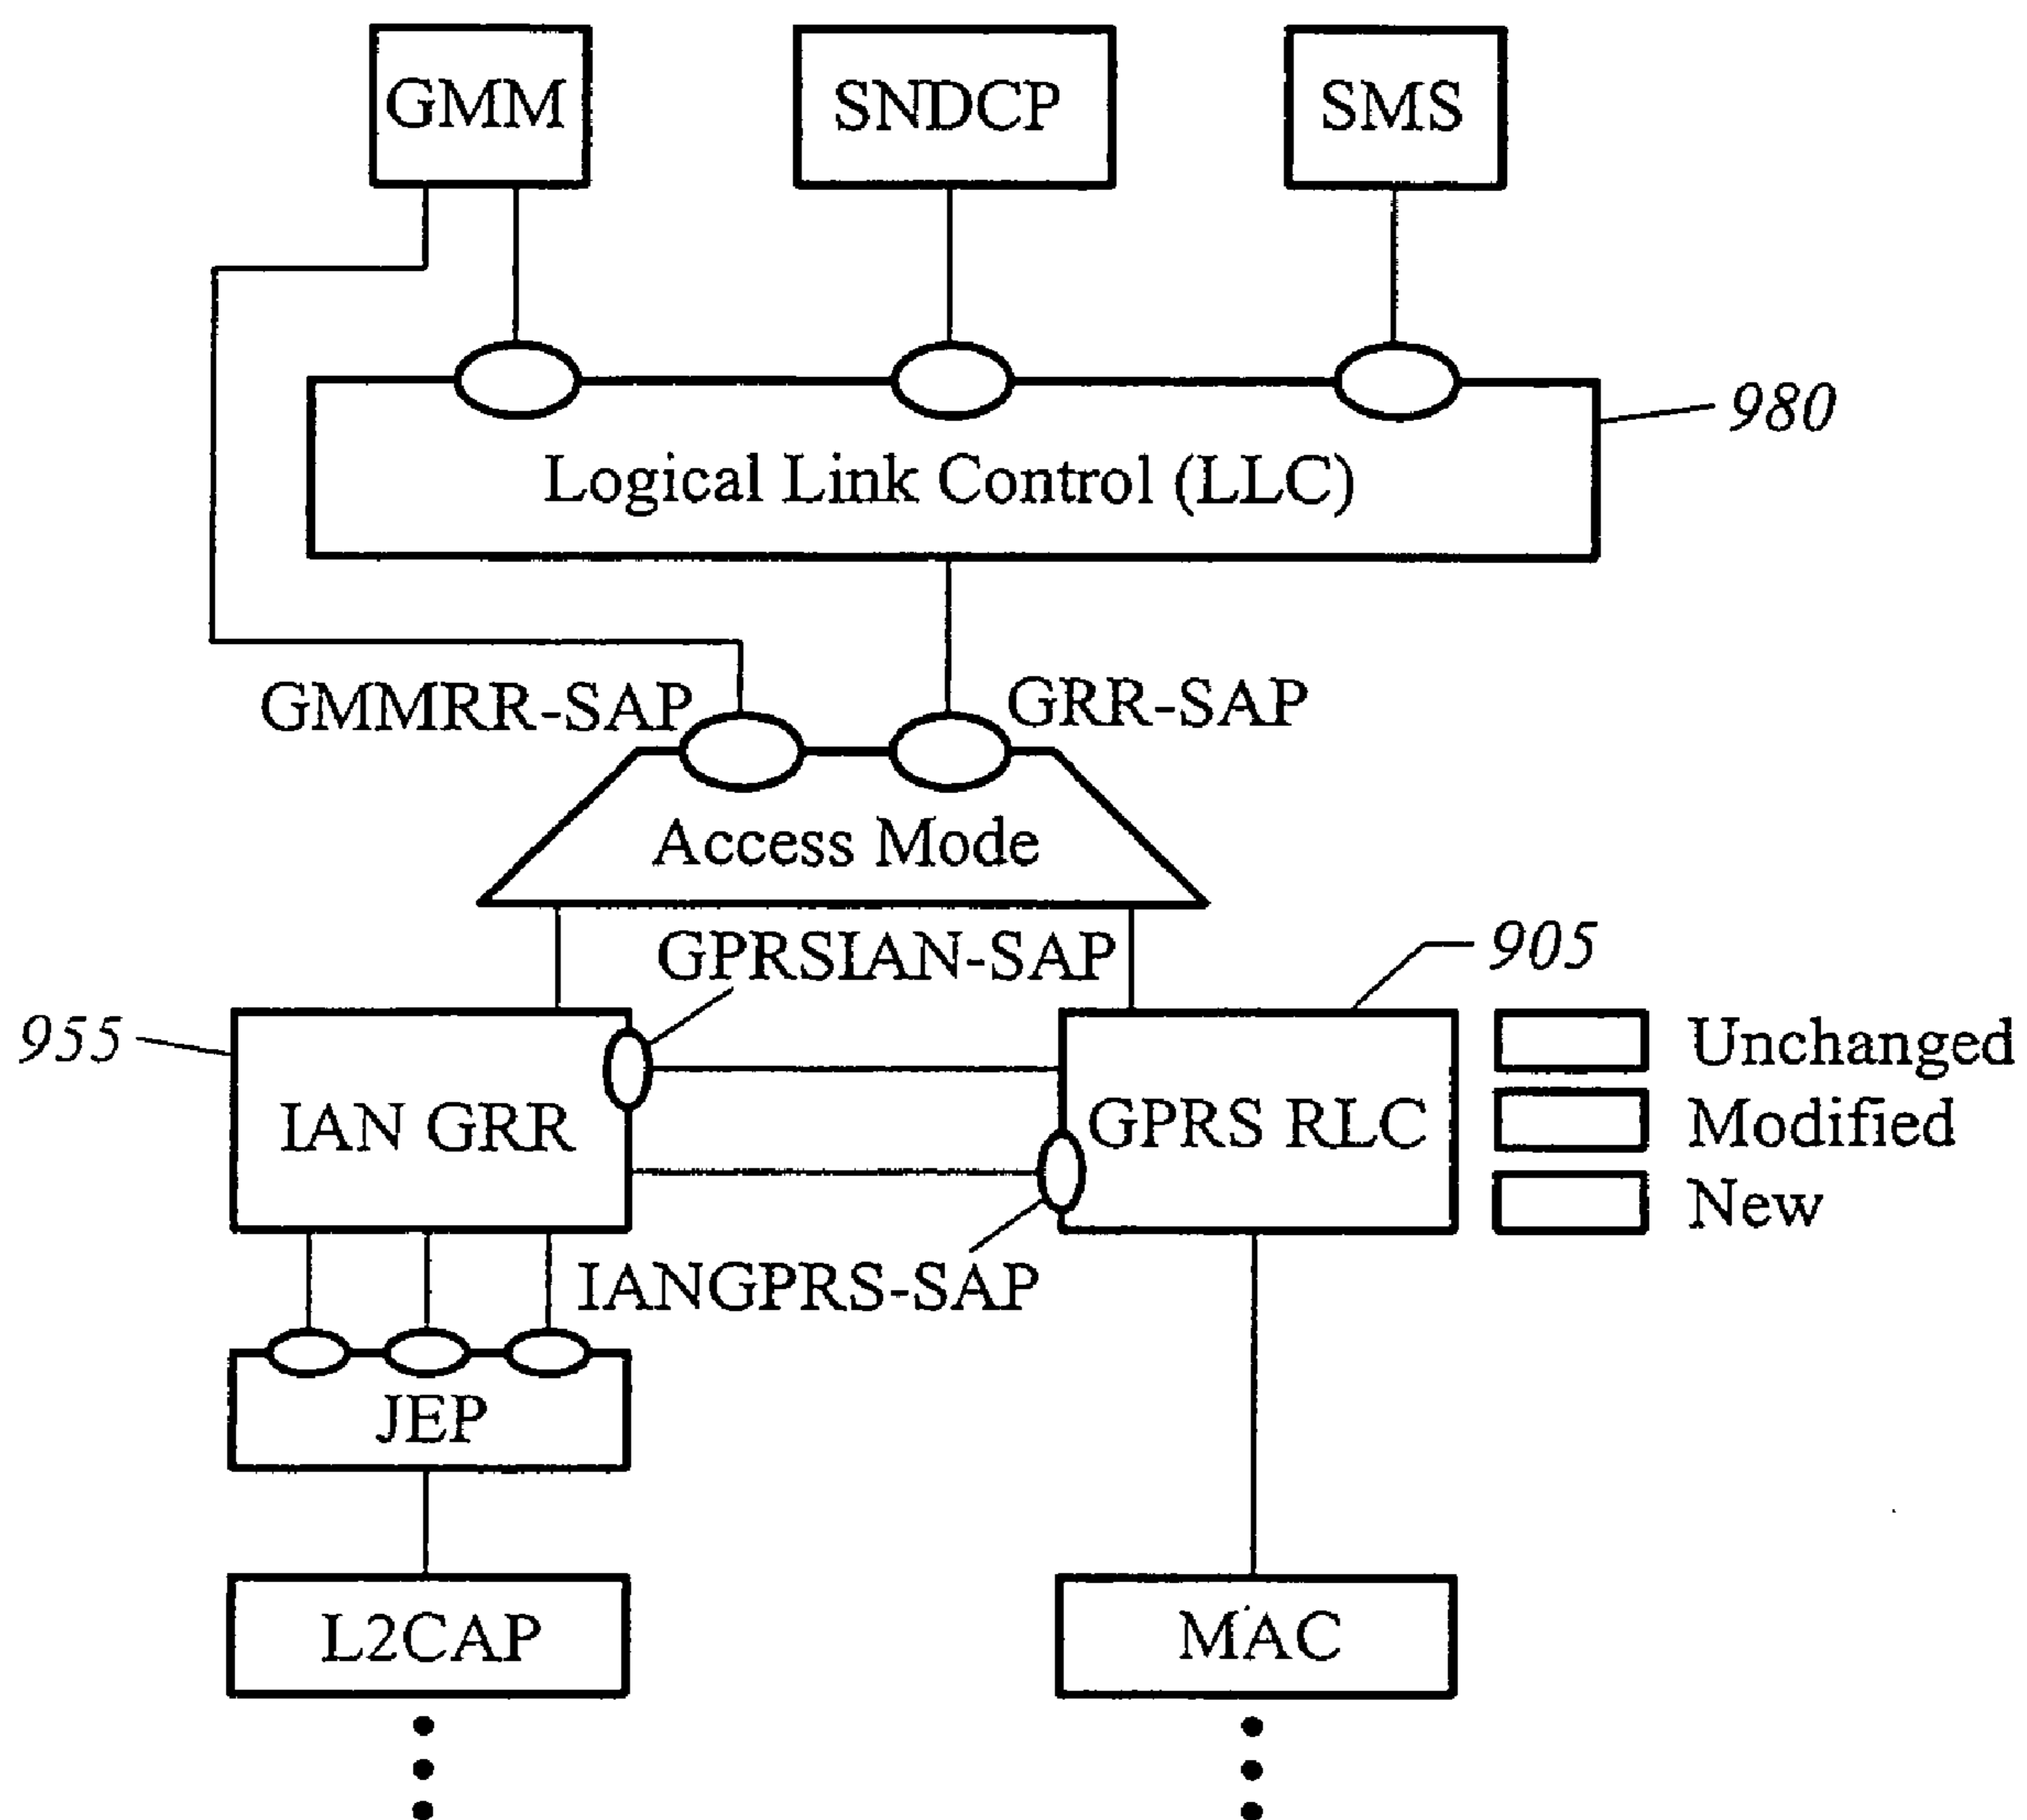 GMM
SNDCP
SMS
980
Logical Link Control (LLC)
GMMRR-SAP
GRR-SAP
Access Mode
GPRSIAN-SAP
905
955
Unchanged
IAN GRR
GPRS RLC
Modified
New
IANGPRS-SAP
JEP
L2CAP
MAC